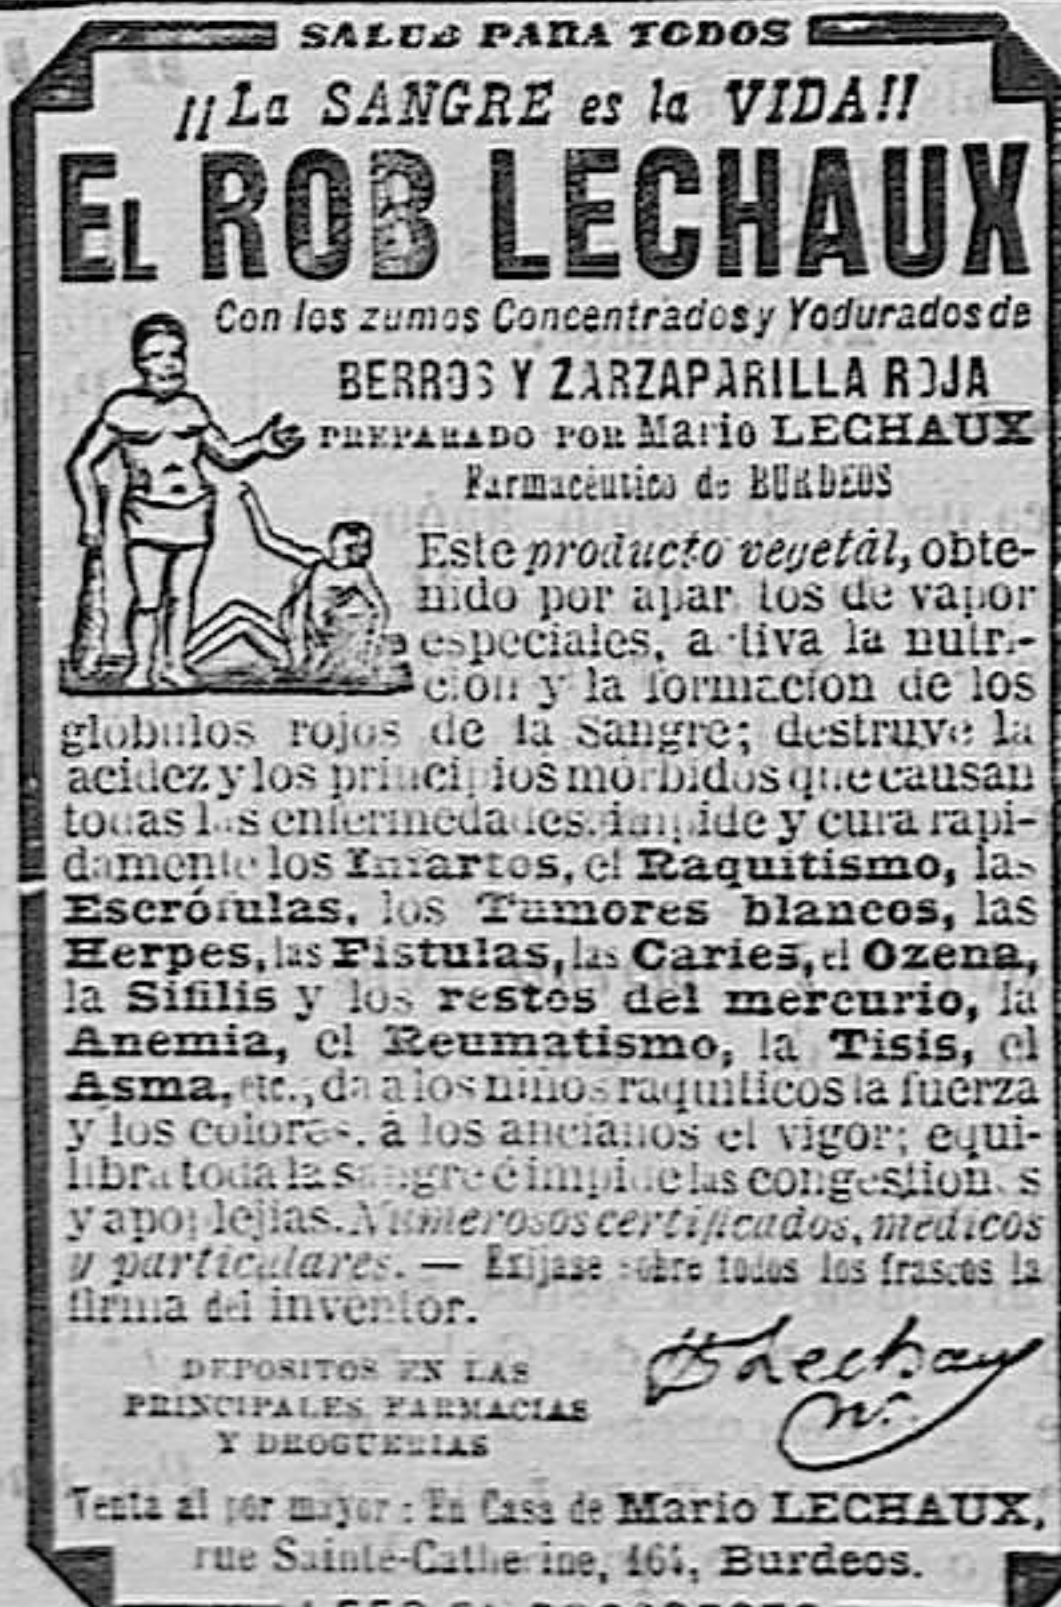 SALUD PARA TODOS
¡¡La SANGRE es la VIDA!!
EL ROB LECHAUX
Con los zumos Concentrados y Yodurados de
BERROS Y ZARZAPARILLA ROJA
PREPARADO POR Mario LECHAUX
Farmacéutico de BURDEOS
Este producto vegetál, obte-
nido por aparatos de vapor
especiales, activa la nutri-
ción y la formacion de los
glóbulos rojos de la Sangre; destruye la
acidez y los principios mórbidos que causan
todas las enfermedades. impide y cura rapi-
damente los Infartos, el Raquitismo, las
Escrófulas, los Tumores blancos, las
Herpes, las Fistulas, las Caries, el Ozena,
la Sifilis y los restos del mercurio, la
Anemia, el Reumatismo, la Tisis, el
Asma, etc., da a los niños raquiticos la fuerza
y los colores, à los ancianos el vigor; equi-
libra toda la sangre é impide las congestiones
y apoplejias. Numerosos certificados, medicos
y particulares. — Exijase sobre todos los frascos la
firma del inventor.
Lechaux
DEPOSITOS EN LAS
PRINCIPALES FARMACIAS
Y DROGUERIAS
Venta al por mayor : En Casa de Mario LECHAUX,
rue Sainte-Catherine, 164, Burdeos.